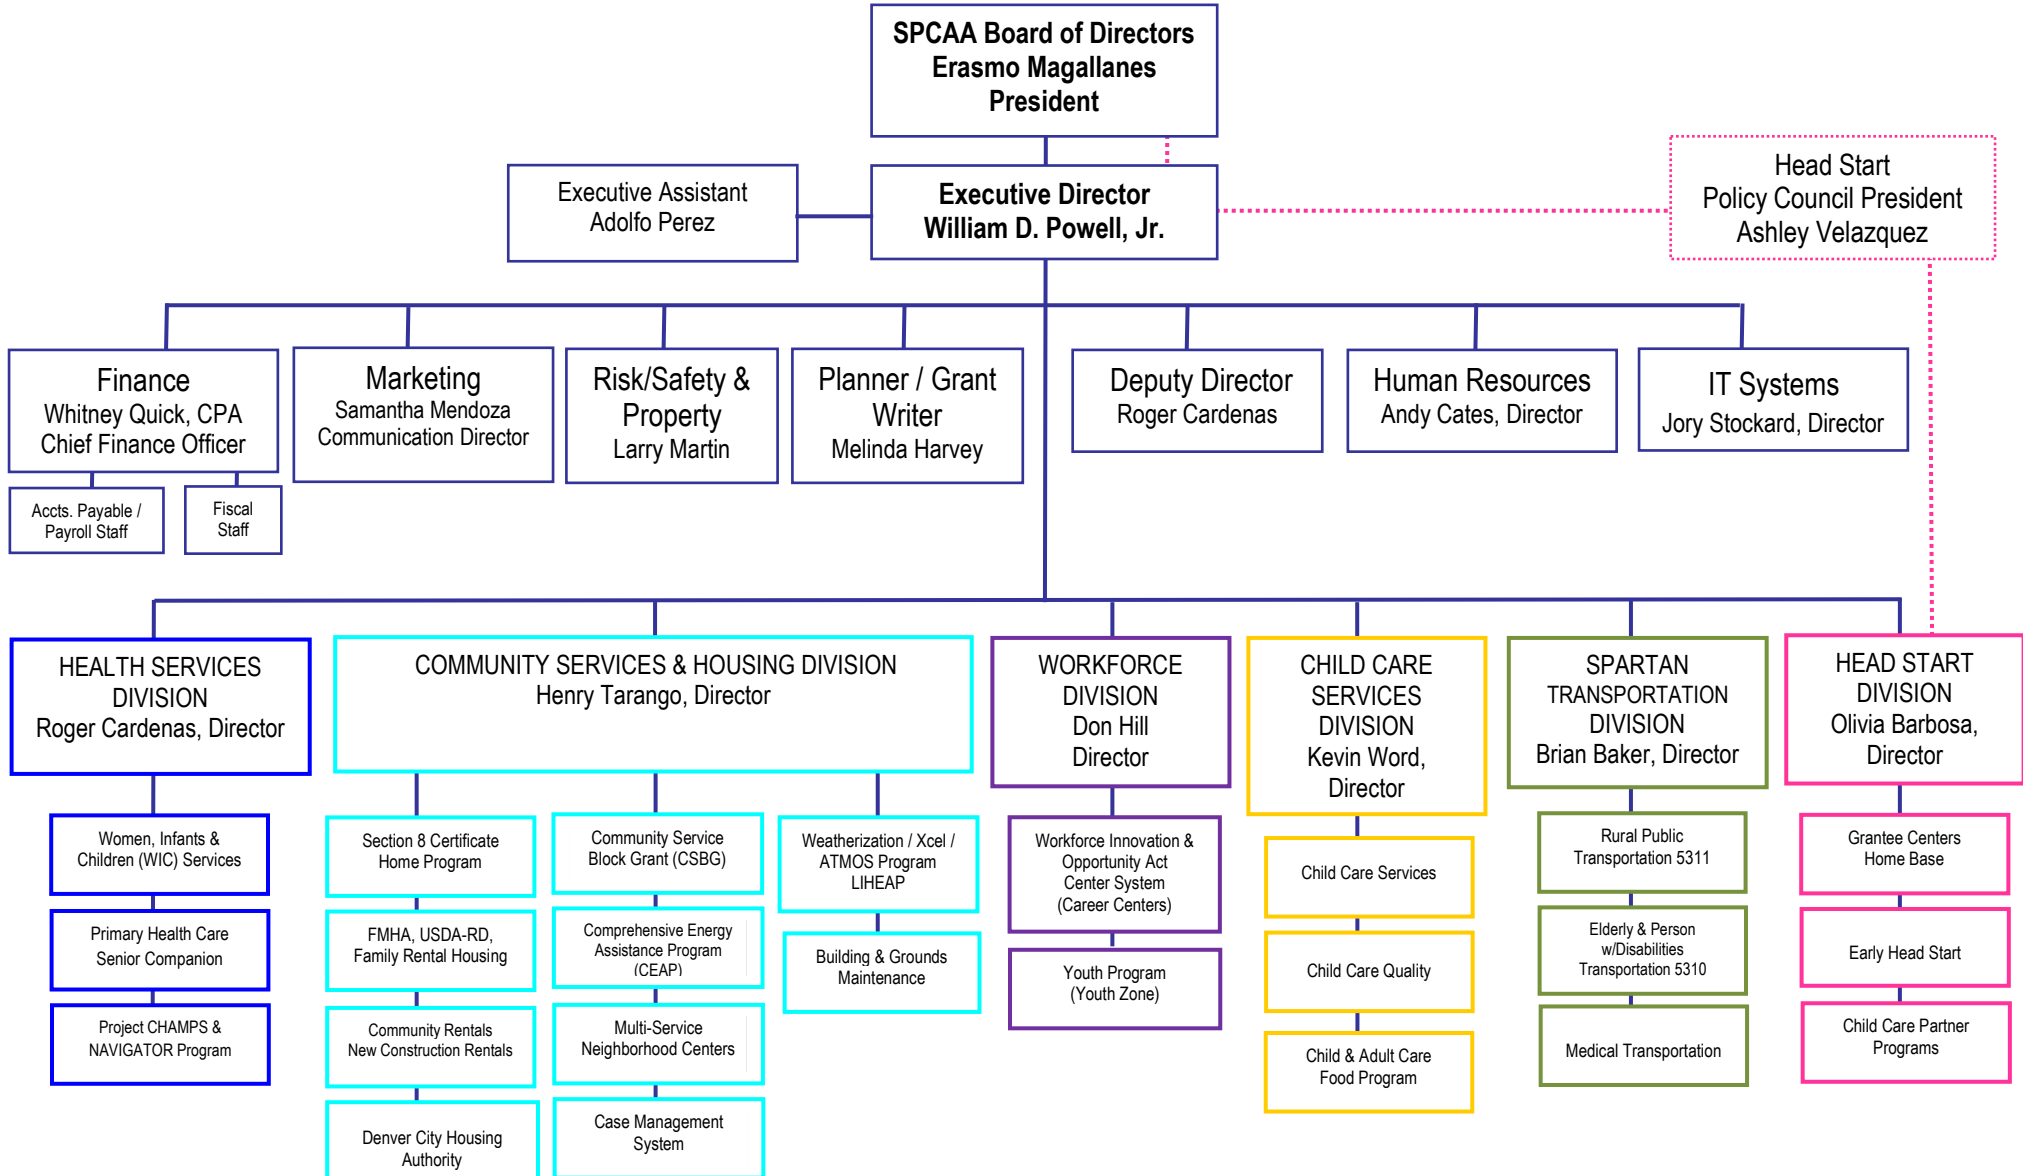 SPCAA Board of Directors
Erasmo Magallanes
President
Executive Assistant
Adolfo Perez
Executive Director
William D. Powell, Jr.
Head Start
Policy Council President
Ashley Velazquez
Finance
Whitney Quick, CPA
Chief Finance Officer
Marketing
Samantha Mendoza
Communication Director
Risk/Safety &
Property
Larry Martin
Planner / Grant
Writer
Melinda Harvey
Deputy Director
Roger Cardenas
Human Resources
Andy Cates, Director
IT Systems
Jory Stockard, Director
Accts. Payable /
Payroll Staff
Fiscal
Staff
HEALTH SERVICES
DIVISION
Roger Cardenas, Director
COMMUNITY SERVICES & HOUSING DIVISION
Henry Tarango, Director
WORKFORCE
DIVISION
Don Hill
Director
CHILD CARE
SERVICES
DIVISION
Kevin Word,
Director
SPARTAN
TRANSPORTATION
DIVISION
Brian Baker, Director
HEAD START
DIVISION
Olivia Barbosa,
Director
Women, Infants &
Children (WIC) Services
Primary Health Care
Senior Companion
Project CHAMPS &
NAVIGATOR Program
Section 8 Certificate
Home Program
FMHA, USDA-RD,
Family Rental Housing
Community Rentals
New Construction Rentals
Denver City Housing
Authority
Community Service
Block Grant (CSBG)
Comprehensive Energy
Assistance Program
(CEAP)
Multi-Service
Neighborhood Centers
Case Management
System
Weatherization / Xcel /
ATMOS Program
LIHEAP
Building & Grounds
Maintenance
Workforce Innovation &
Opportunity Act
Center System
(Career Centers)
Youth Program
(Youth Zone)
Child Care Services
Child Care Quality
Child & Adult Care
Food Program
Rural Public
Transportation 5311
Elderly & Person
w/Disabilities
Transportation 5310
Medical Transportation
Grantee Centers
Home Base
Early Head Start
Child Care Partner
Programs